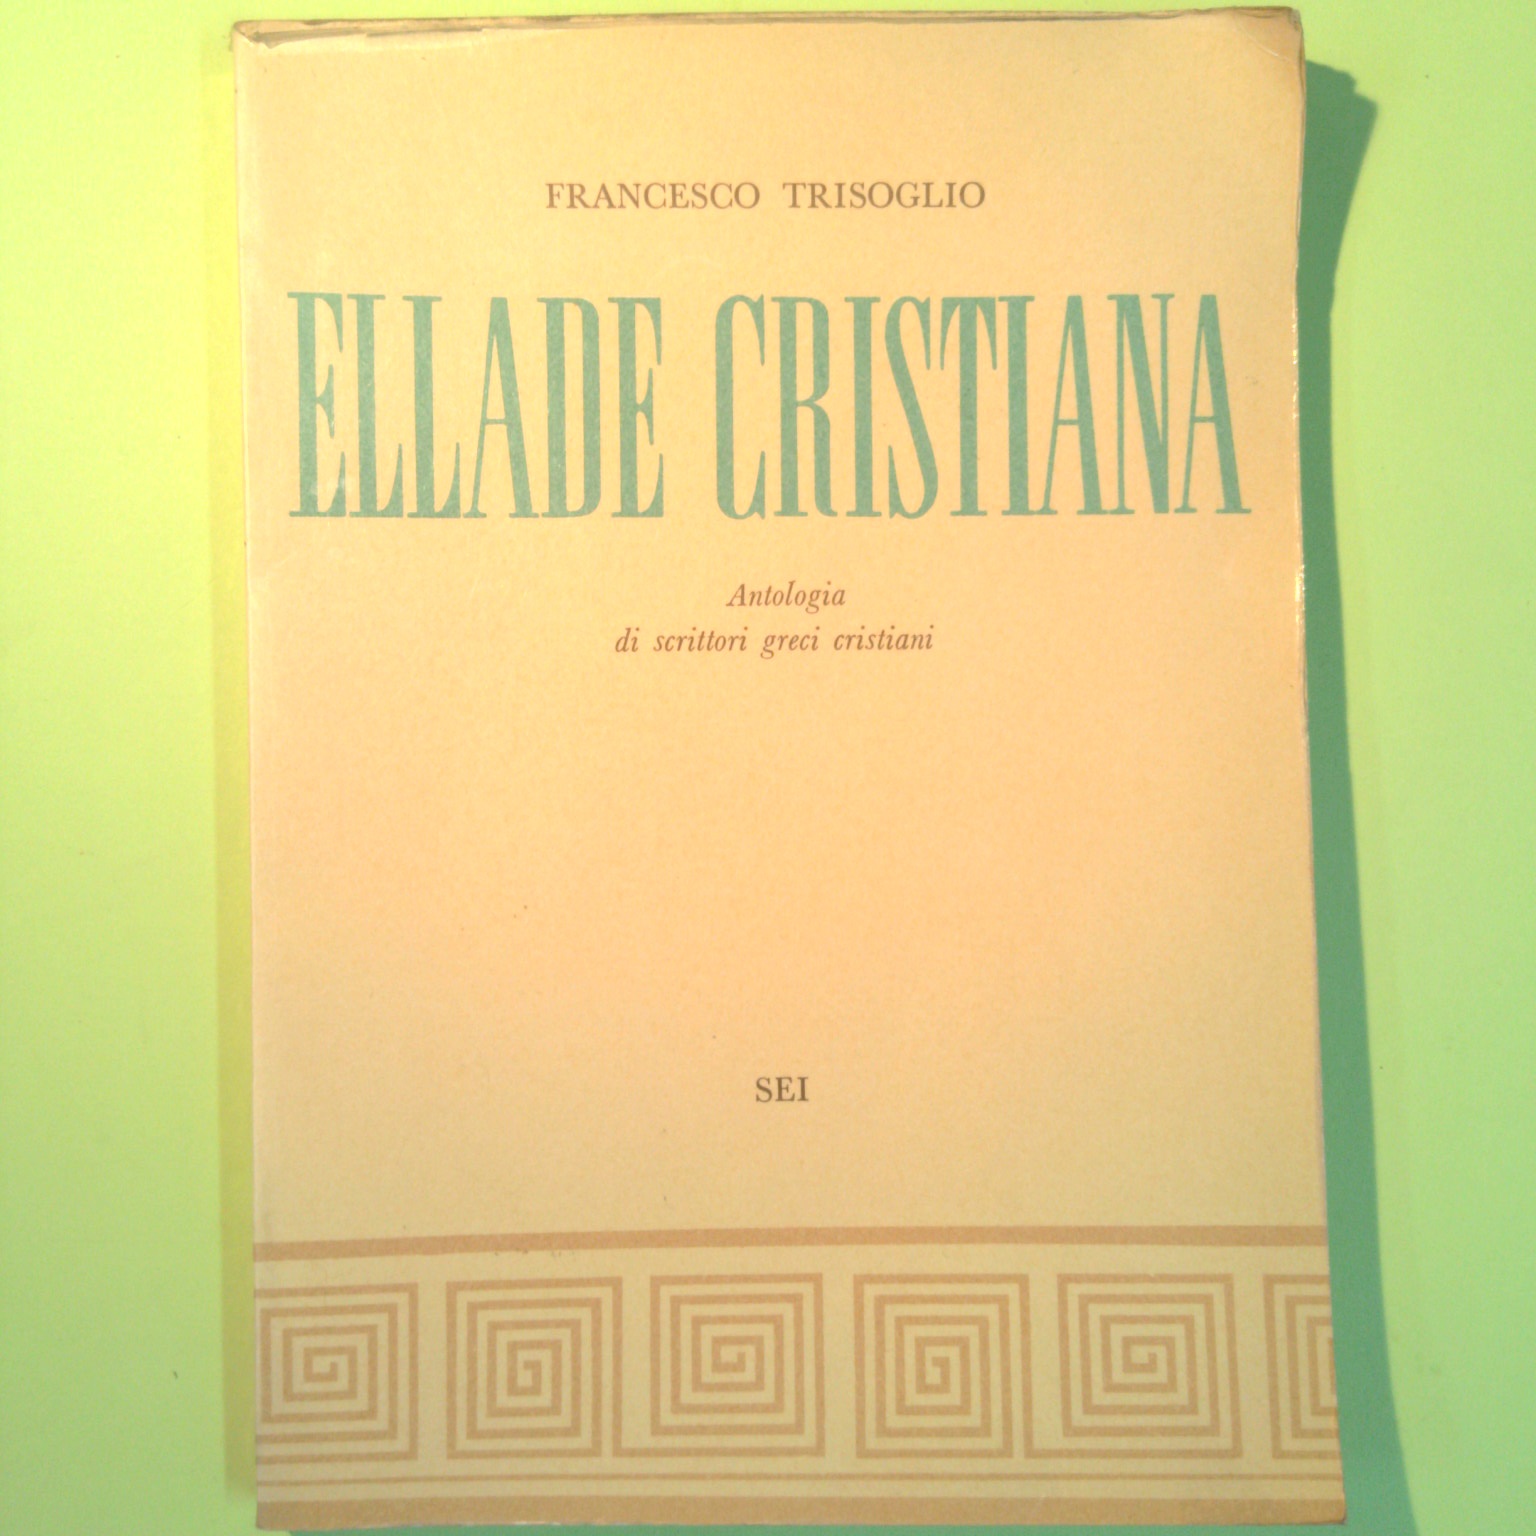 FRANCESCO TRISOGLIO
ELLADE CRISTIANA
Antologia
di scrittori greci cristiani
SEI